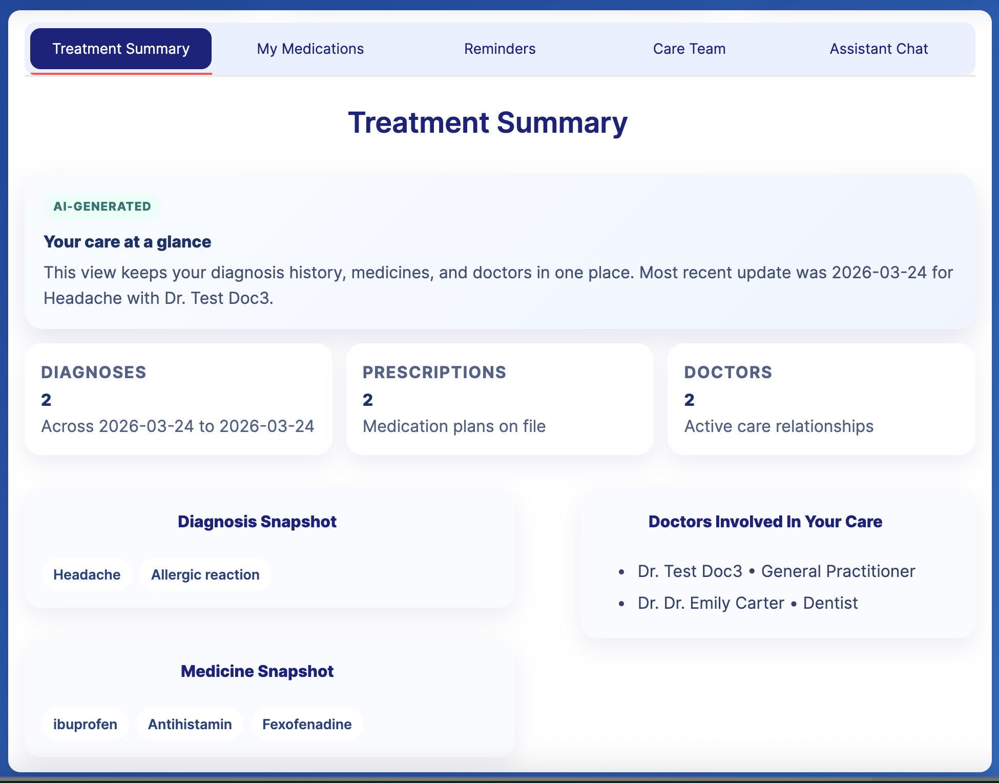 Treatment Summary
My Medications
Reminders
Care Team
Assistant Chat
Treatment Summary
AI-GENERATED
Your care at a glance
This view keeps your diagnosis history, medicines, and doctors in one place. Most recent update was 2026-03-24 for
Headache with Dr. Test Doc3.
DIAGNOSES
2
Across 2026-03-24 to 2026-03-24
PRESCRIPTIONS
2
Medication plans on file
DOCTORS
2
Active care relationships
Diagnosis Snapshot
Headache
Allergic reaction
Doctors Involved In Your Care
• Dr. Test Doc3 • General Practitioner
• Dr. Dr. Emily Carter • Dentist
Medicine Snapshot
ibuprofen
Antihistamin
Fexofenadine